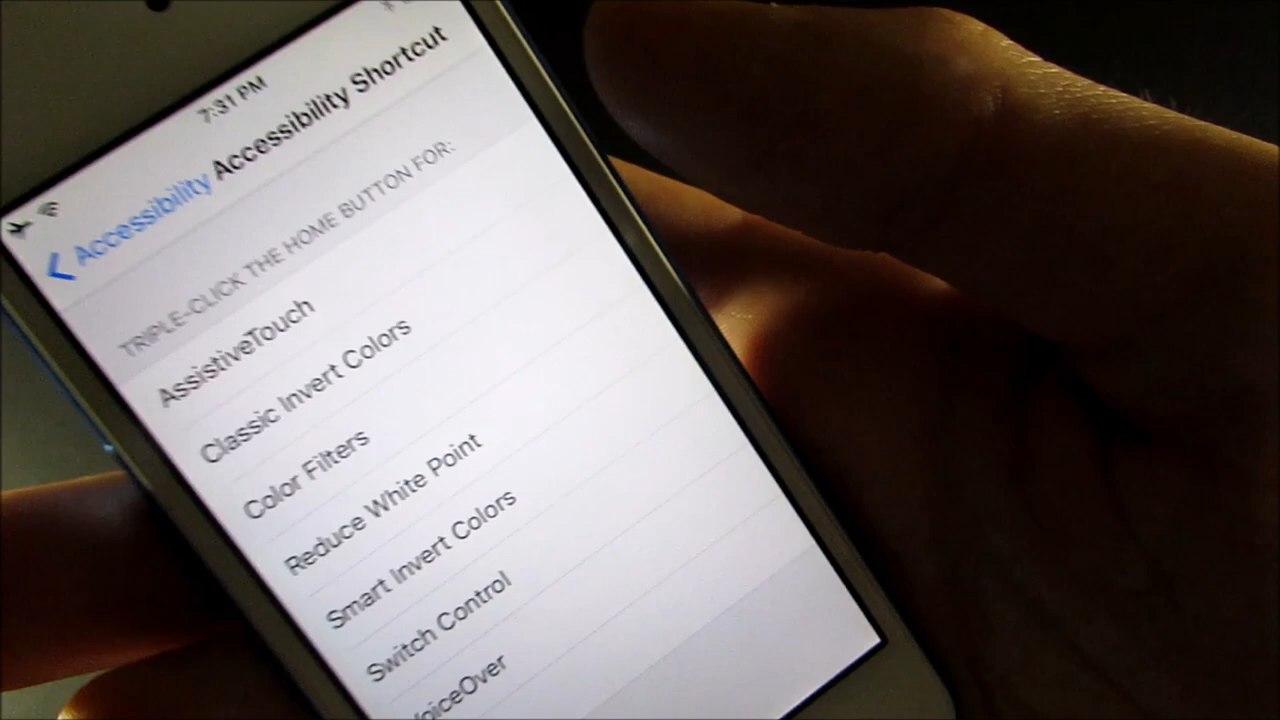 7:31 PM
Accessibility Accessibility Shortcut
TRIPLE-CLICK THE HOME BUTTON FOR:
AssistiveTouch
Classic Invert Colors
Color Filters
Reduce White Point
Smart Invert Colors
Switch Control
VoiceOver